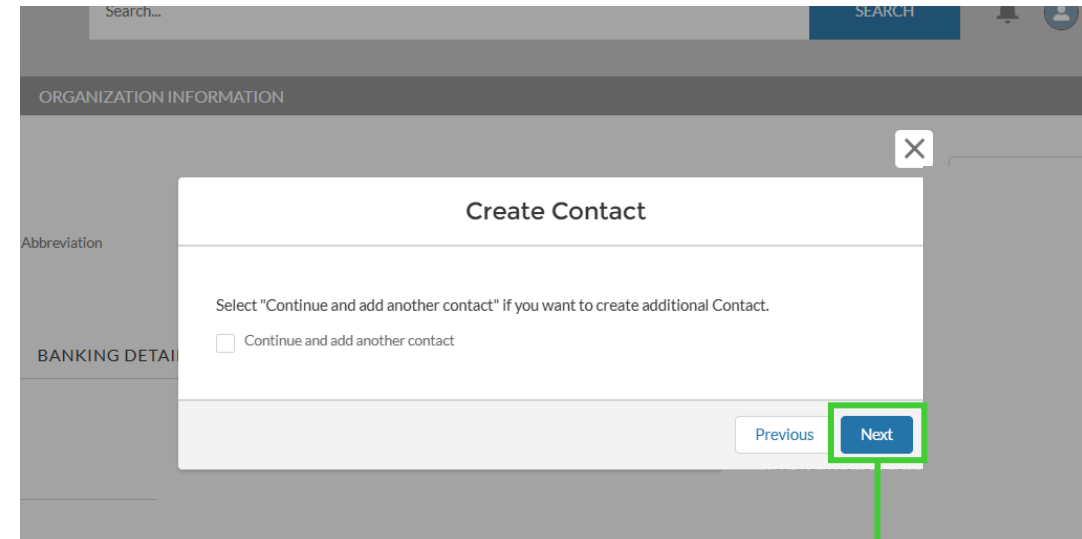 Search...
SEARCH
ORGANIZATION INFORMATION
Create Contact
Abbreviation
Select "Continue and add another contact" if you want to create additional Contact.
Continue and add another contact
BANKING DETAI
Previous
Next